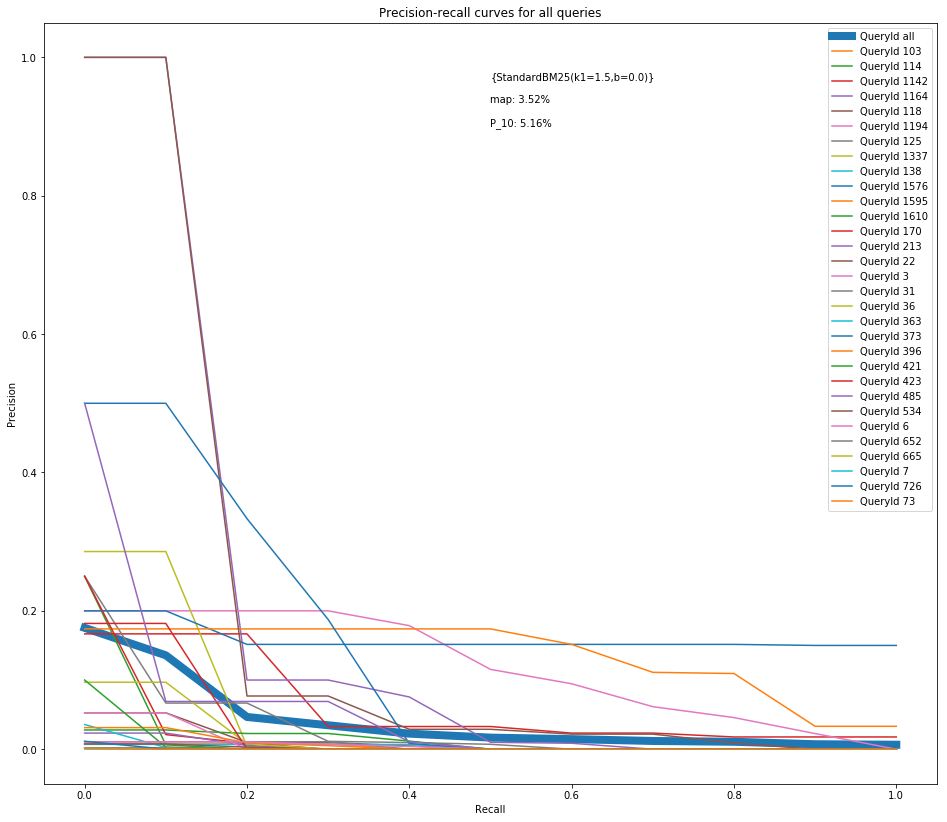 Precision-recall curves for all queries
1.0
0.8
0.6
0.4
0.2
0.0
Precision
{StandardBM25(k1=1.5,b=0.0)}
map: 3.52%
P_10: 5.16%
QueryId all
QueryId 103
QueryId 114
QueryId 1142
QueryId 1164
QueryId 118
QueryId 1194
QueryId 125
QueryId 1337
QueryId 138
QueryId 1576
QueryId 1595
QueryId 1610
QueryId 170
QueryId 213
QueryId 22
QueryId 3
QueryId 31
QueryId 36
QueryId 363
QueryId 373
QueryId 396
QueryId 421
QueryId 423
QueryId 485
QueryId 534
QueryId 6
QueryId 652
QueryId 665
QueryId 7
QueryId 726
QueryId 73
0.0 0.2 0.4 0.6 0.8 1.0
Recall